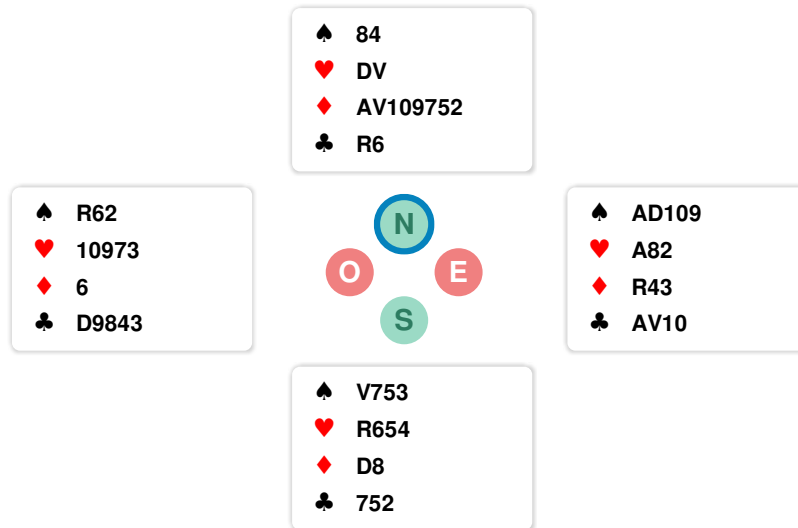 ♠ 84
♥ DV
♦ AV109752
♣ R6
♠ R62
♥ 10973
♦ 6
♣ D9843
N
O E
S
♠ AD109
♥ A82
♦ R43
♣ AV10
♠ V753
♥ R654
♦ D8
♣ 752